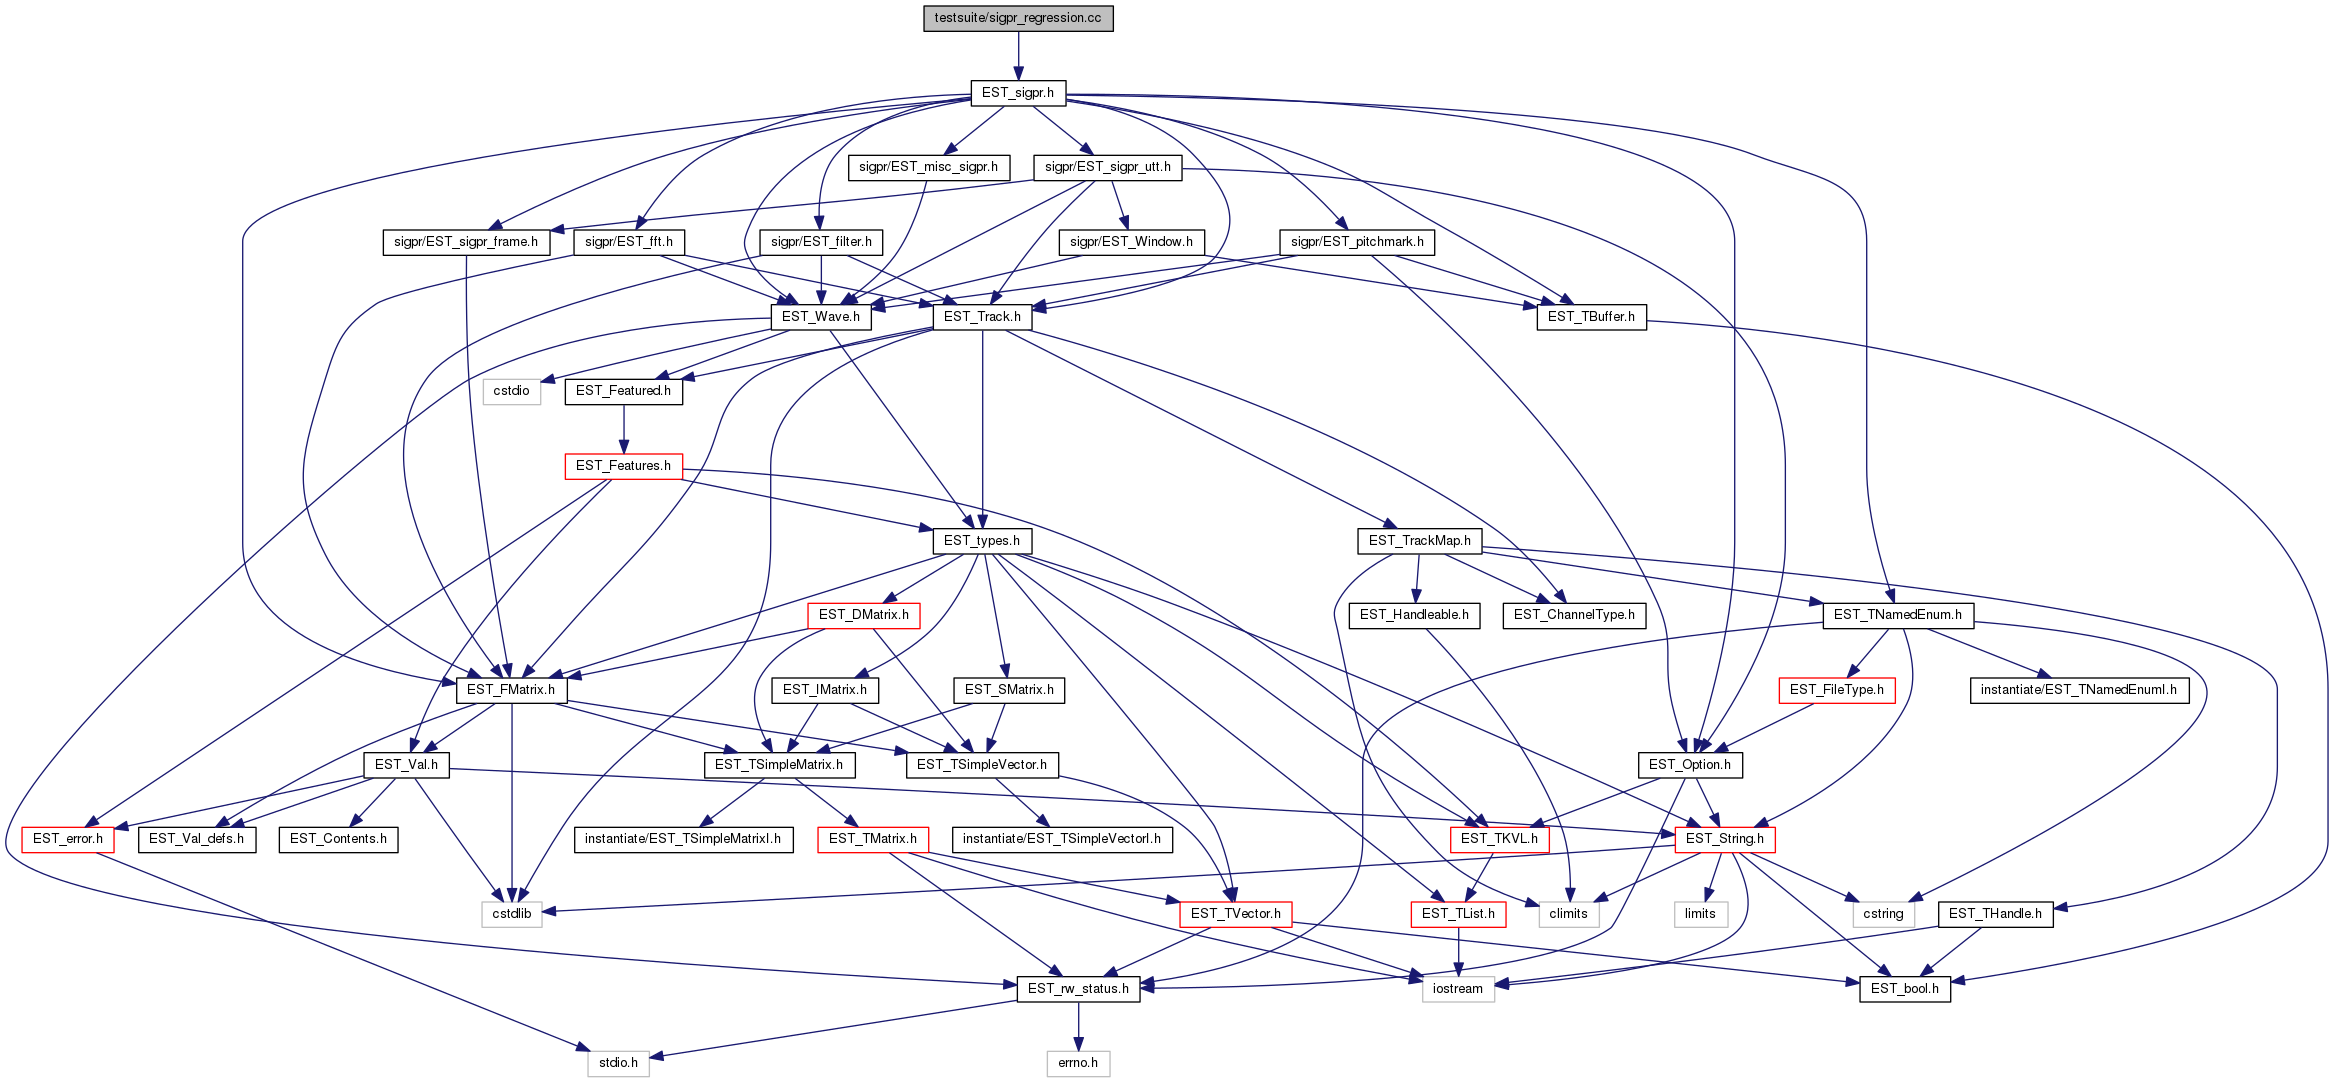 testsuite/sigpr_regression.cc
EST_sigpr.h
sigpr/EST_misc_sigpr.h
sigpr/EST_sigpr_utt.h
sigpr/EST_sigpr_frame.h
sigpr/EST_fft.h
sigpr/EST_filter.h
sigpr/EST_Window.h
sigpr/EST_pitchmark.h
EST_Wave.h
EST_Track.h
EST_TBuffer.h
cstdio
EST_Featured.h
EST_Features.h
EST_types.h
EST_TrackMap.h
EST_DMatrix.h
EST_Handleable.h
EST_ChannelType.h
EST_TNamedEnum.h
EST_FMatrix.h
EST_IMatrix.h
EST_SMatrix.h
EST_FileType.h
instantiate/EST_TNamedEnumI.h
EST_Val.h
EST_TSimpleMatrix.h
EST_TSimpleVector.h
EST_Option.h
EST_error.h
EST_Val_defs.h
EST_Contents.h
instantiate/EST_TSimpleMatrixI.h
EST_TMatrix.h
instantiate/EST_TSimpleVectorI.h
EST_TKVL.h
EST_String.h
cstdlib
EST_TVector.h
EST_TList.h
climits
limits
cstring
EST_THandle.h
EST_rw_status.h
iostream
EST_bool.h
stdio.h
errno.h